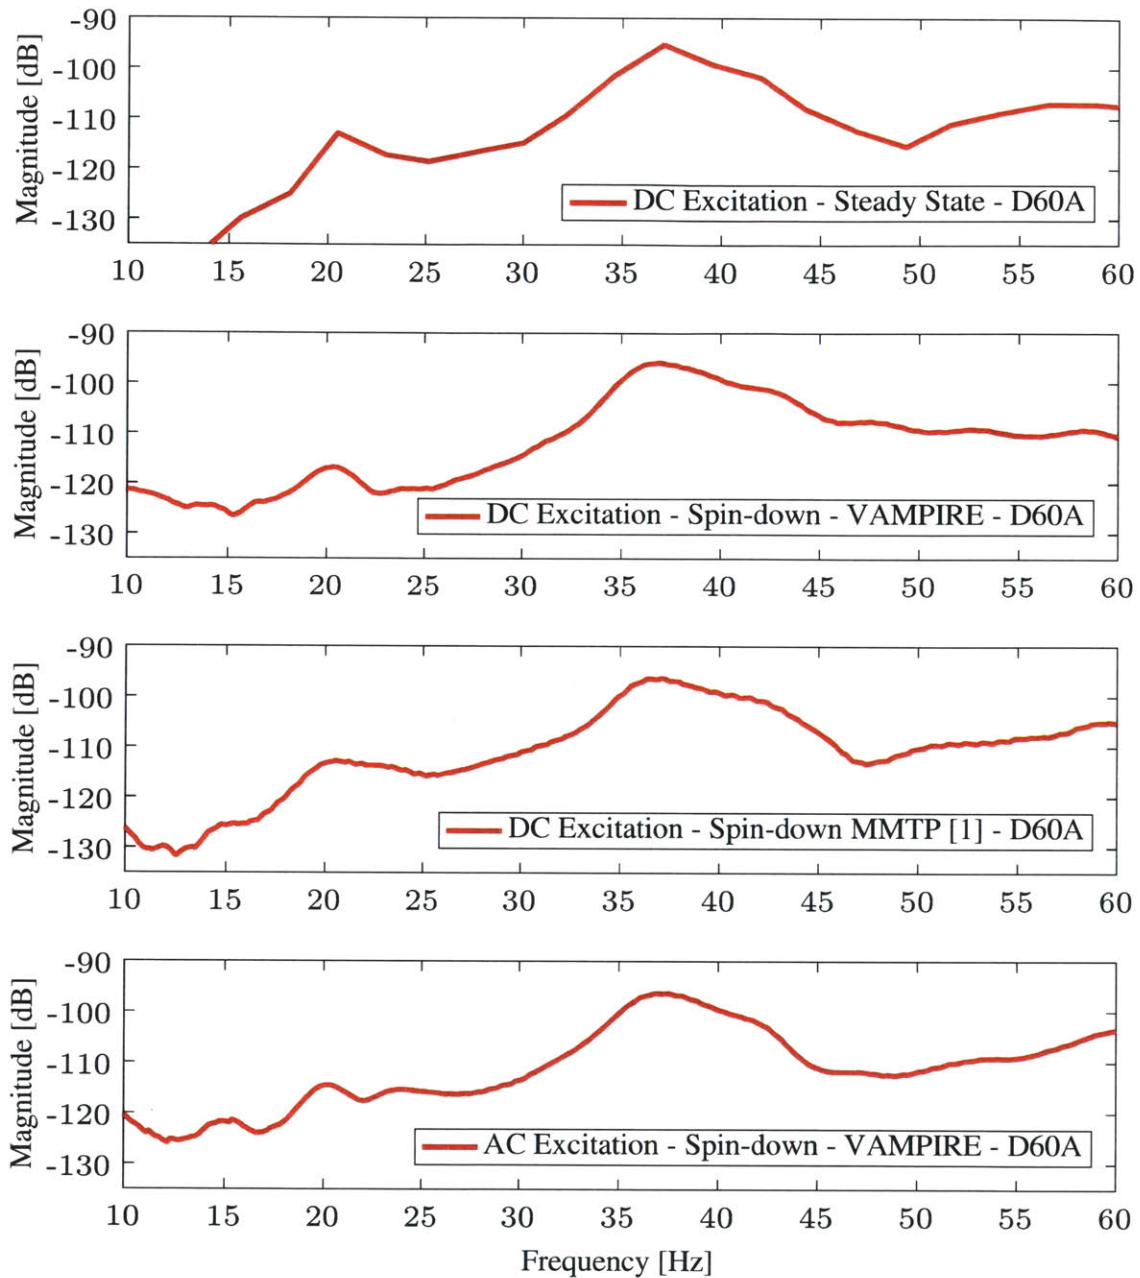 -90
-100
-110
-120
-130
Magnitude [dB]
DC Excitation - Steady State - D60A
10 15 20 25 30 35 40 45 50 55 60
-90
-100
-110
-120
-130
Magnitude [dB]
DC Excitation - Spin-down - VAMPIRE - D60A
10 15 20 25 30 35 40 45 50 55 60
-90
-100
-110
-120
-130
Magnitude [dB]
DC Excitation - Spin-down MMTP [1] - D60A
10 15 20 25 30 35 40 45 50 55 60
-90
-100
-110
-120
-130
Magnitude [dB]
AC Excitation - Spin-down - VAMPIRE - D60A
10 15 20 25 30 35 40 45 50 55 60
Frequency [Hz]